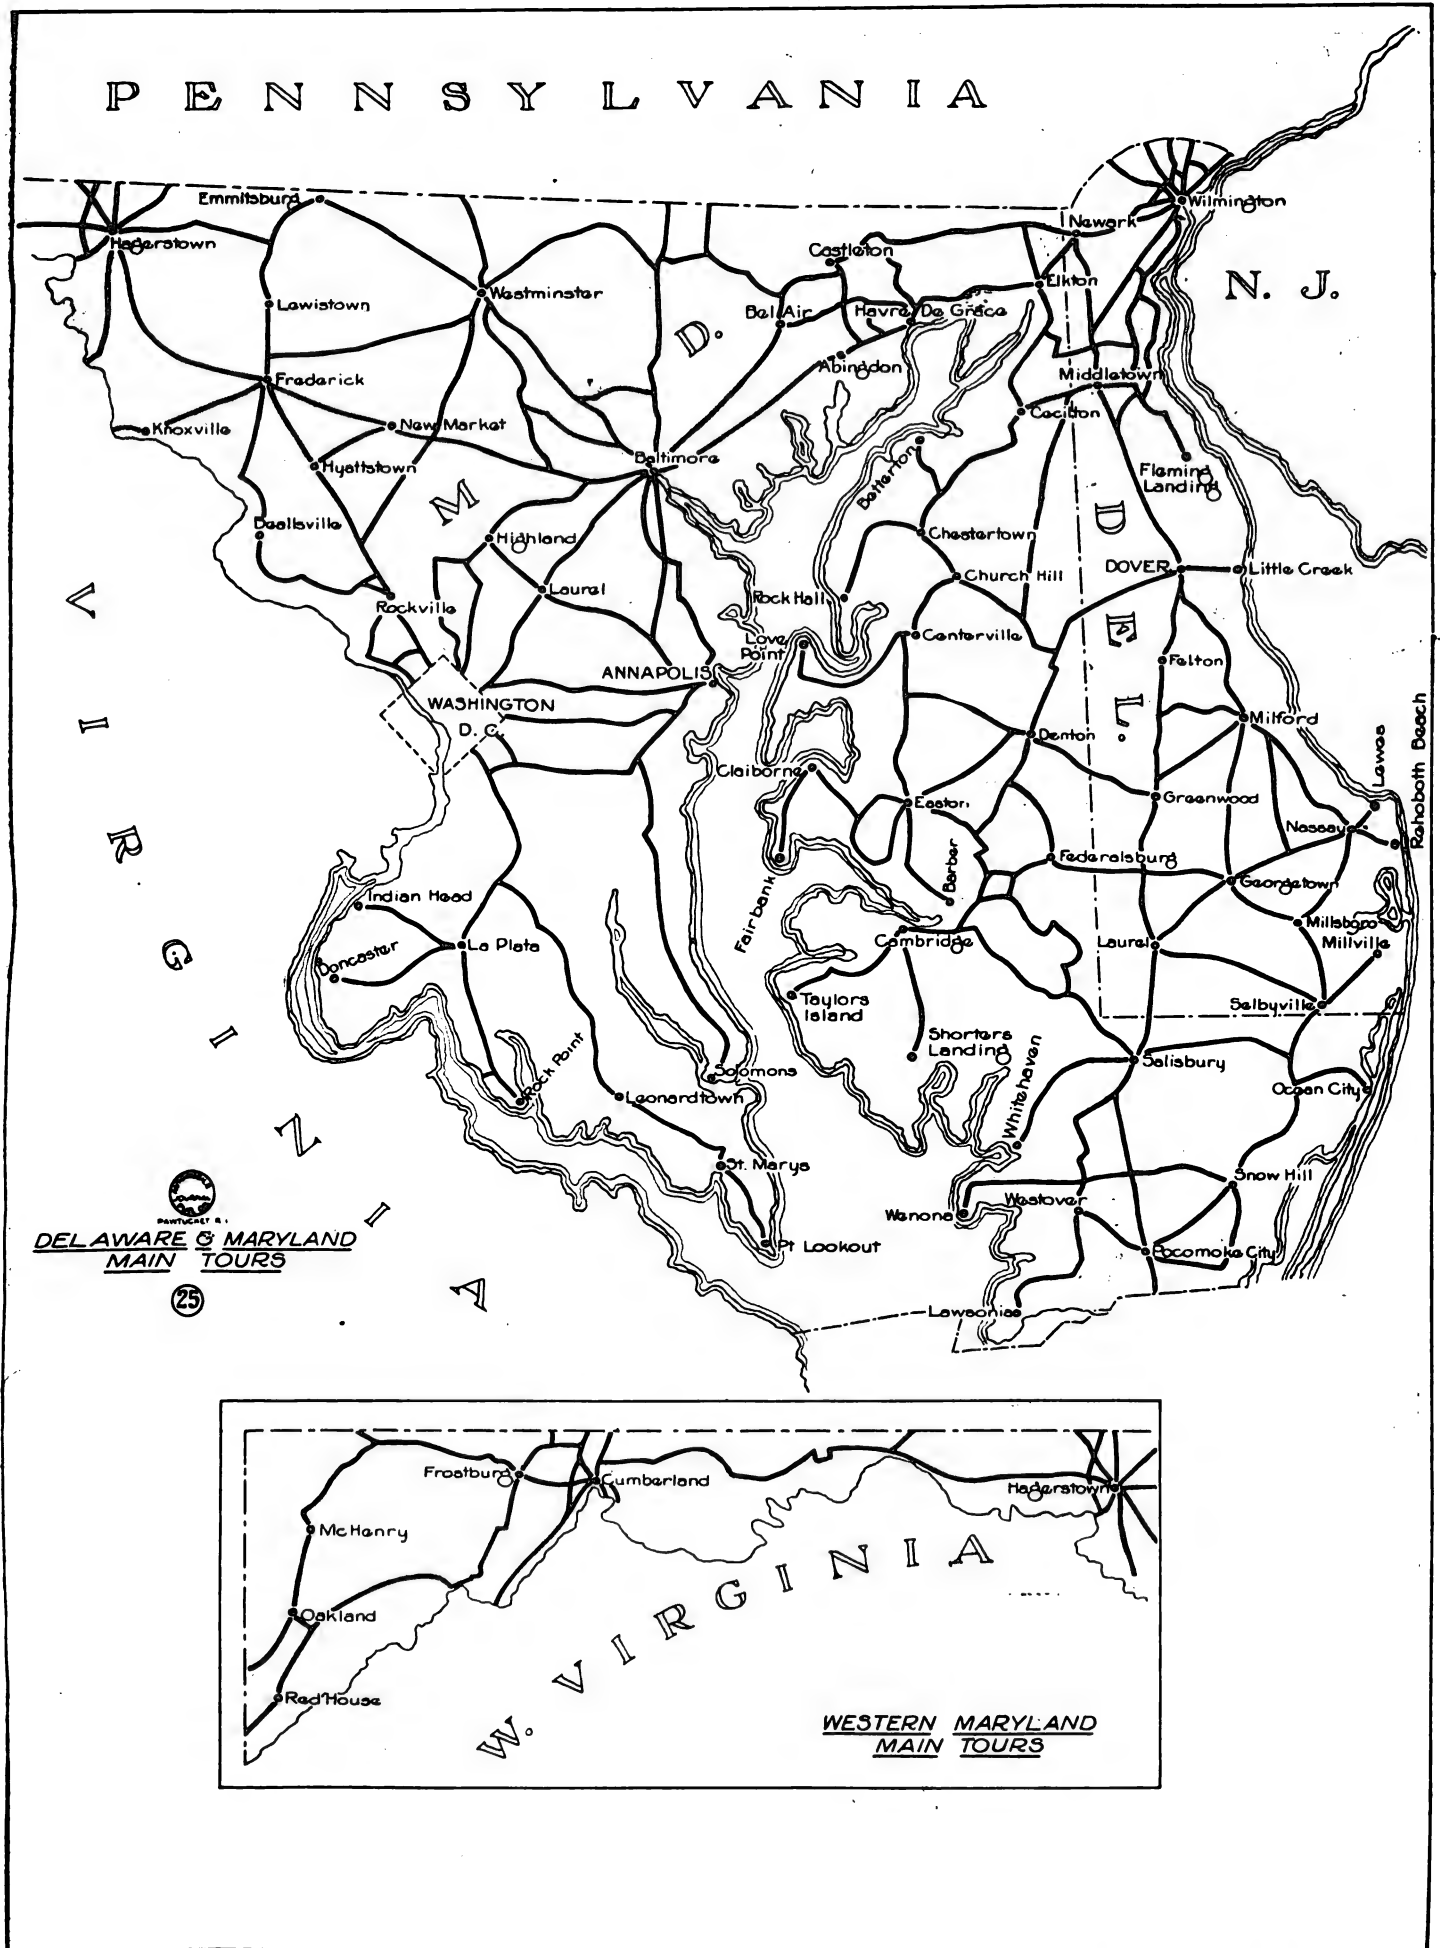 PENNSYLVANIA
Wilmington
Emmitsburg
Newark
Hagerstown
Castleton
Elkton
N. J.
Lewistown
Westminster
Bel Air
Havre De Grace
D.
Abingdon
Middletown
Frederick
Cecilton
Knoxville
New Market
Hyattstown
Baltimore
Betterton
Fleming
Landing
M
Deallsville
Highland
Chestertown
D
DOVER
Little Creek
Church Hill
VIRGINIA
Laurel
Rockville
Rock Hall
Love
Point
Centerville
E
Felton
ANNAPOLIS
WASHINGTON
D. C.
L.
Milford
Denton
Claiborne
Easton
Greenwood
Lewes
Rehoboth Beach
Nassau
Barber
Federalsburg
Georgetown
Fairbank
Indian Head
La Plata
Doncaster
Cambridge
Laurel
Millsboro
Millville
Taylors
Island
Selbyville
Shorters
Landing
Whitehaven
Salisbury
Rock Point
Solomons
Leonardtown
Ocean City
St. Marys
Snow Hill
Westover
Wenona
Pt Lookout
Pocomoke City
Lawsonia
PAWTUCKET R.I.
DELAWARE & MARYLAND
MAIN TOURS
25
Frostburg
Cumberland
Hagerstown
McHenry
Oakland
Red House
W. VIRGINIA
WESTERN MARYLAND
MAIN TOURS